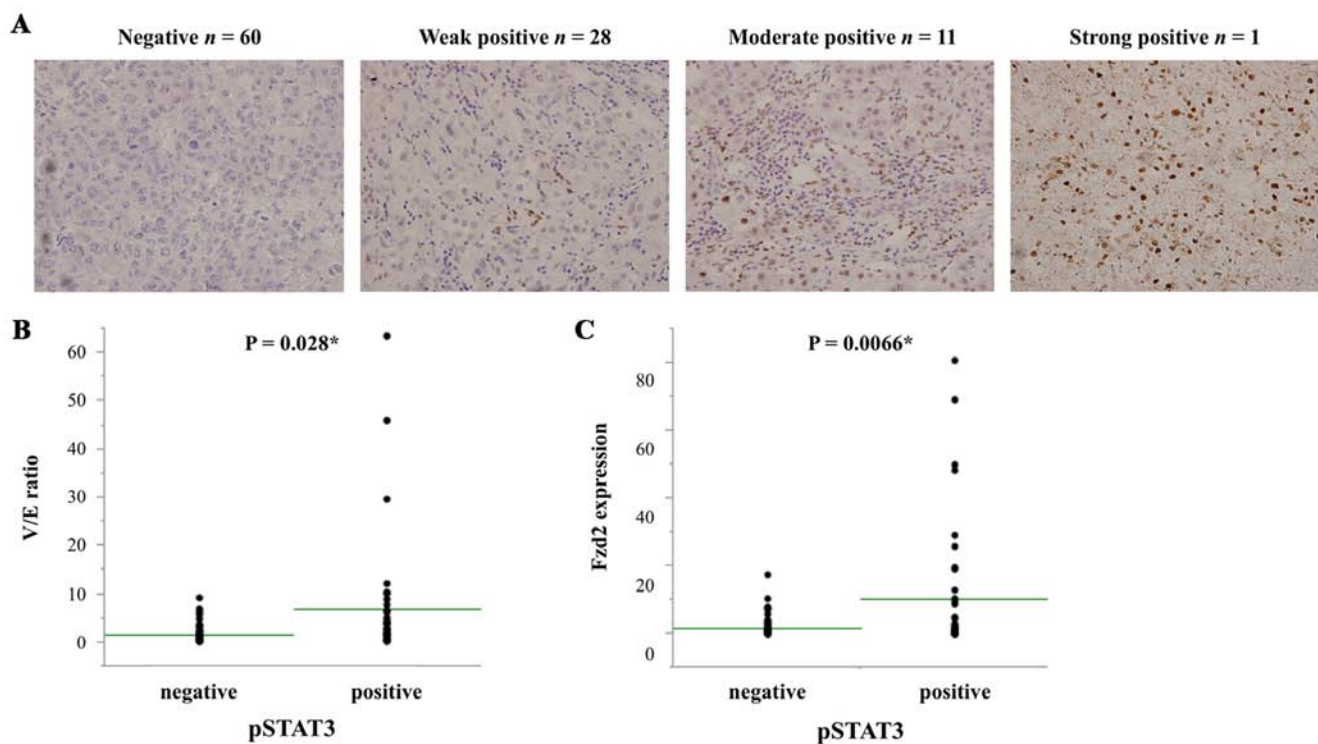 A
Negative n = 60
Weak positive n = 28
Moderate positive n = 11
Strong positive n = 1
B
P = 0.028*
V/E ratio
60
50
40
30
20
10
0
negative
positive
pSTAT3
C
P = 0.0066*
Fzd2 expression
80
60
40
20
0
negative
positive
pSTAT3